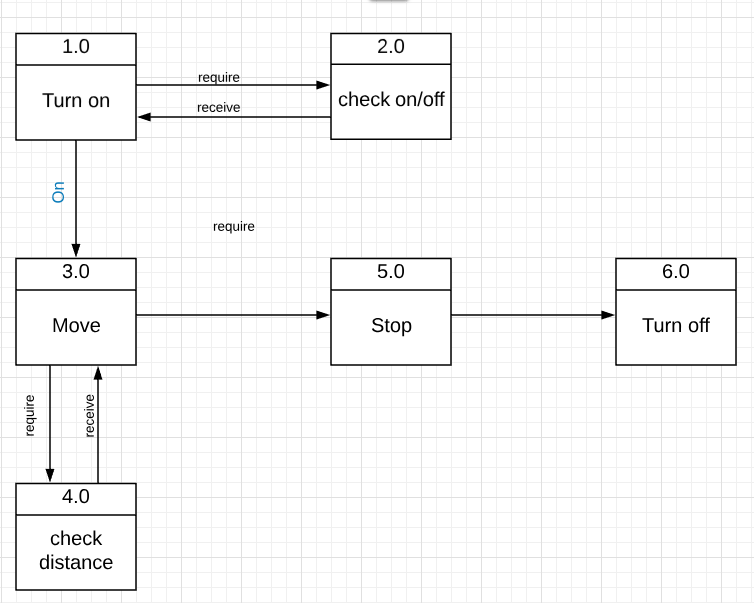 1.0
Turn on
require
receive
2.0
check on/off
On
require
3.0
Move
5.0
Stop
6.0
Turn off
require
receive
4.0
check
distance